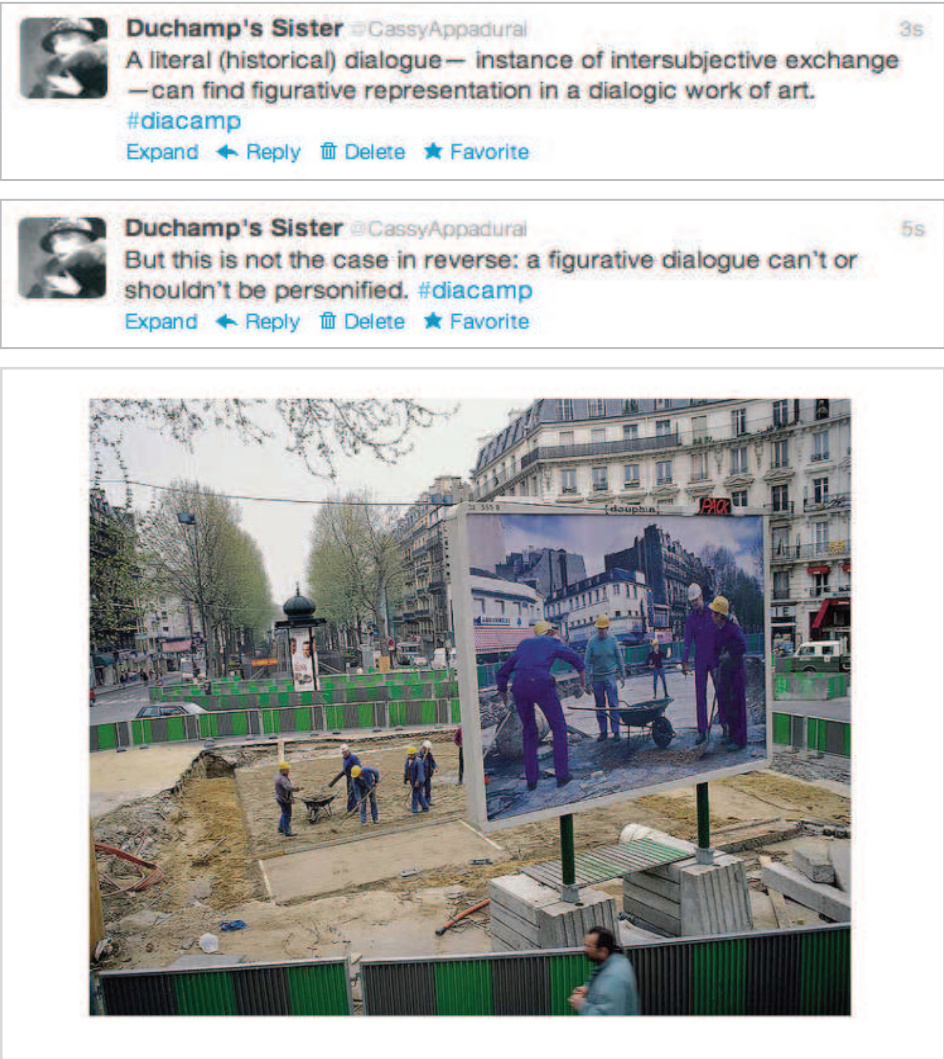 Duchamp's Sister @CassyAppadurai 3s
A literal (historical) dialogue— instance of intersubjective exchange
—can find figurative representation in a dialogic work of art.
#diacamp
Expand Reply Delete Favorite
Duchamp's Sister @CassyAppadurai 5s
But this is not the case in reverse: a figurative dialogue can't or
shouldn't be personified. #diacamp
Expand Reply Delete Favorite
dauphin